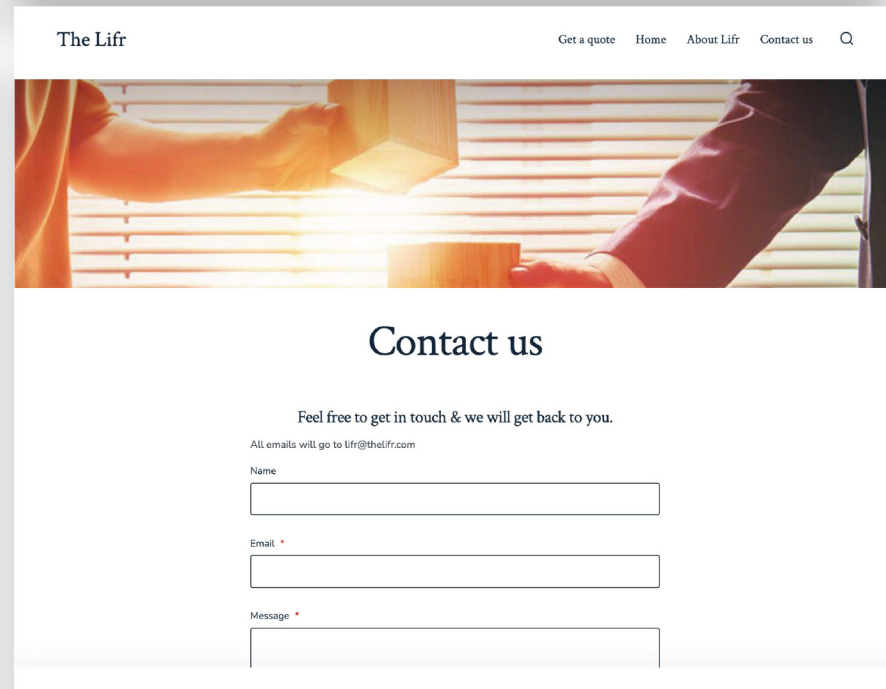 The Lifr
Get a quote Home About Lifr Contact us
Contact us
Feel free to get in touch & we will get back to you.
All emails will go to lifr@thelifr.com
Name
Email *
Message *